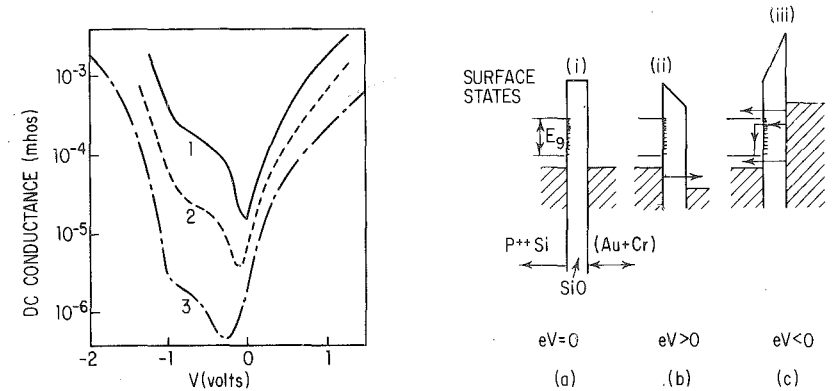 DC CONDUCTANCE (mhos)
10⁻³
10⁻⁴
10⁻⁵
10⁻⁶
1
2
3
-2
-1
0
1
V(volts)
SURFACE
STATES
(i)
(ii)
(iii)
E₉
P⁺⁺ Si
(Au+Cr)
SiO
eV=0
eV>0
eV<0
(a)
(b)
(c)